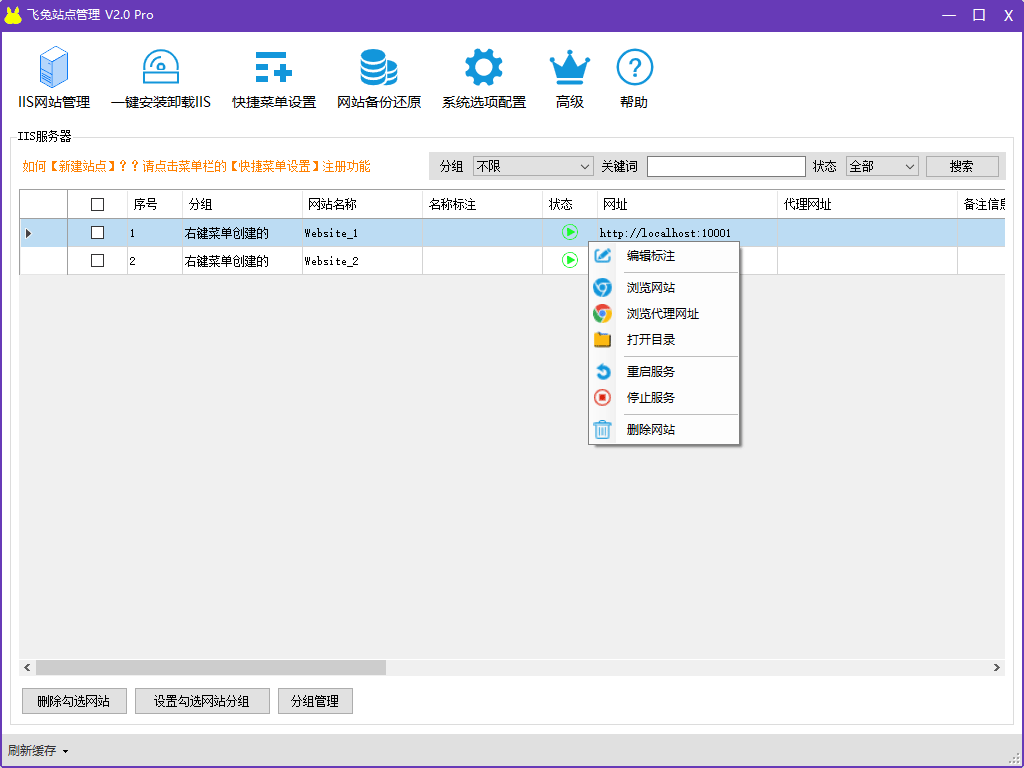 飞兔站点管理 V2.0 Pro
IIS网站管理 一键安装卸载IIS 快捷菜单设置 网站备份还原 系统选项配置 高级 帮助
IIS服务器
如何【新建站点】？？请点击菜单栏的【快捷菜单设置】注册功能 分组 不限 关键词 状态 全部 搜索
序号 分组 网站名称 名称标注 状态 网址 代理网址 备注信息
1 右键菜单创建的 Website_1 http://localhost:10001
2 右键菜单创建的 Website_2
编辑标注
浏览网站
浏览代理网址
打开目录
重启服务
停止服务
删除网站
删除勾选网站 设置勾选网站分组 分组管理
刷新缓存